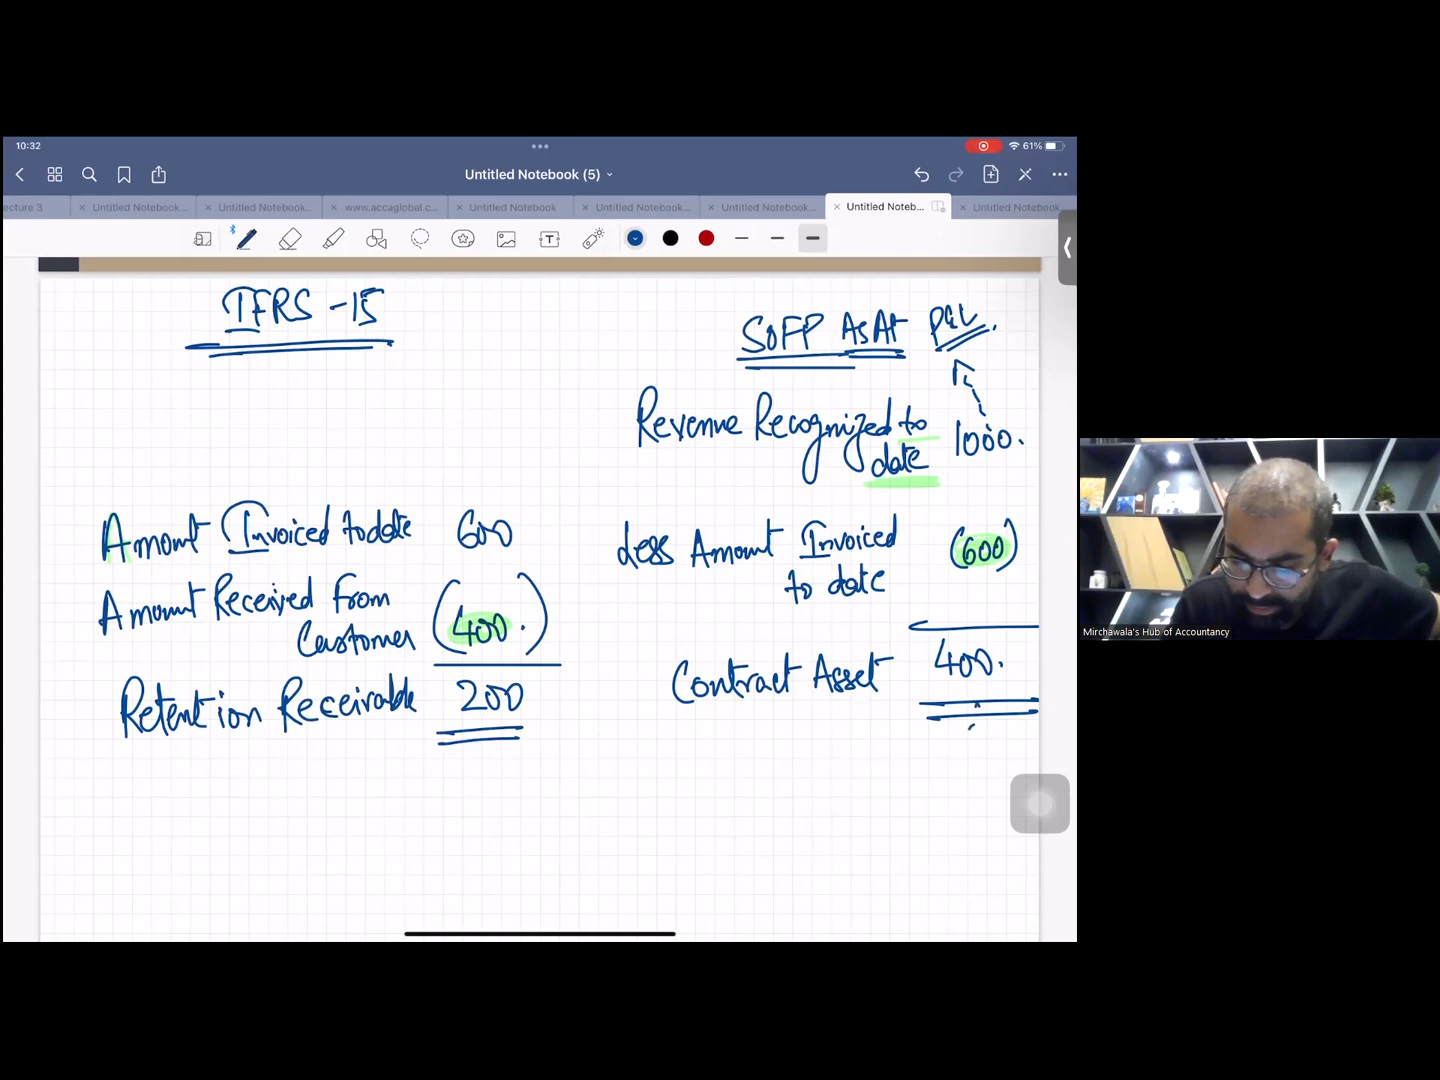 10:32
61%
Untitled Notebook (5)
ecture 3
Untitled Notebook...
Untitled Notebook...
www.accaglobal.c...
Untitled Notebook
Untitled Notebook...
Untitled Notebook...
Untitled Noteb...
Untitled Notebook
IFRS -15
SOFP As At P&L.
Revenue Recognized to date 1000.
Amount Invoiced to date 600
Less Amount Invoiced to date (600)
Amount Received From Customer (400.)
Contract Asset 400.
Retention Receivable 200
Mirchawala's Hub of Accountancy